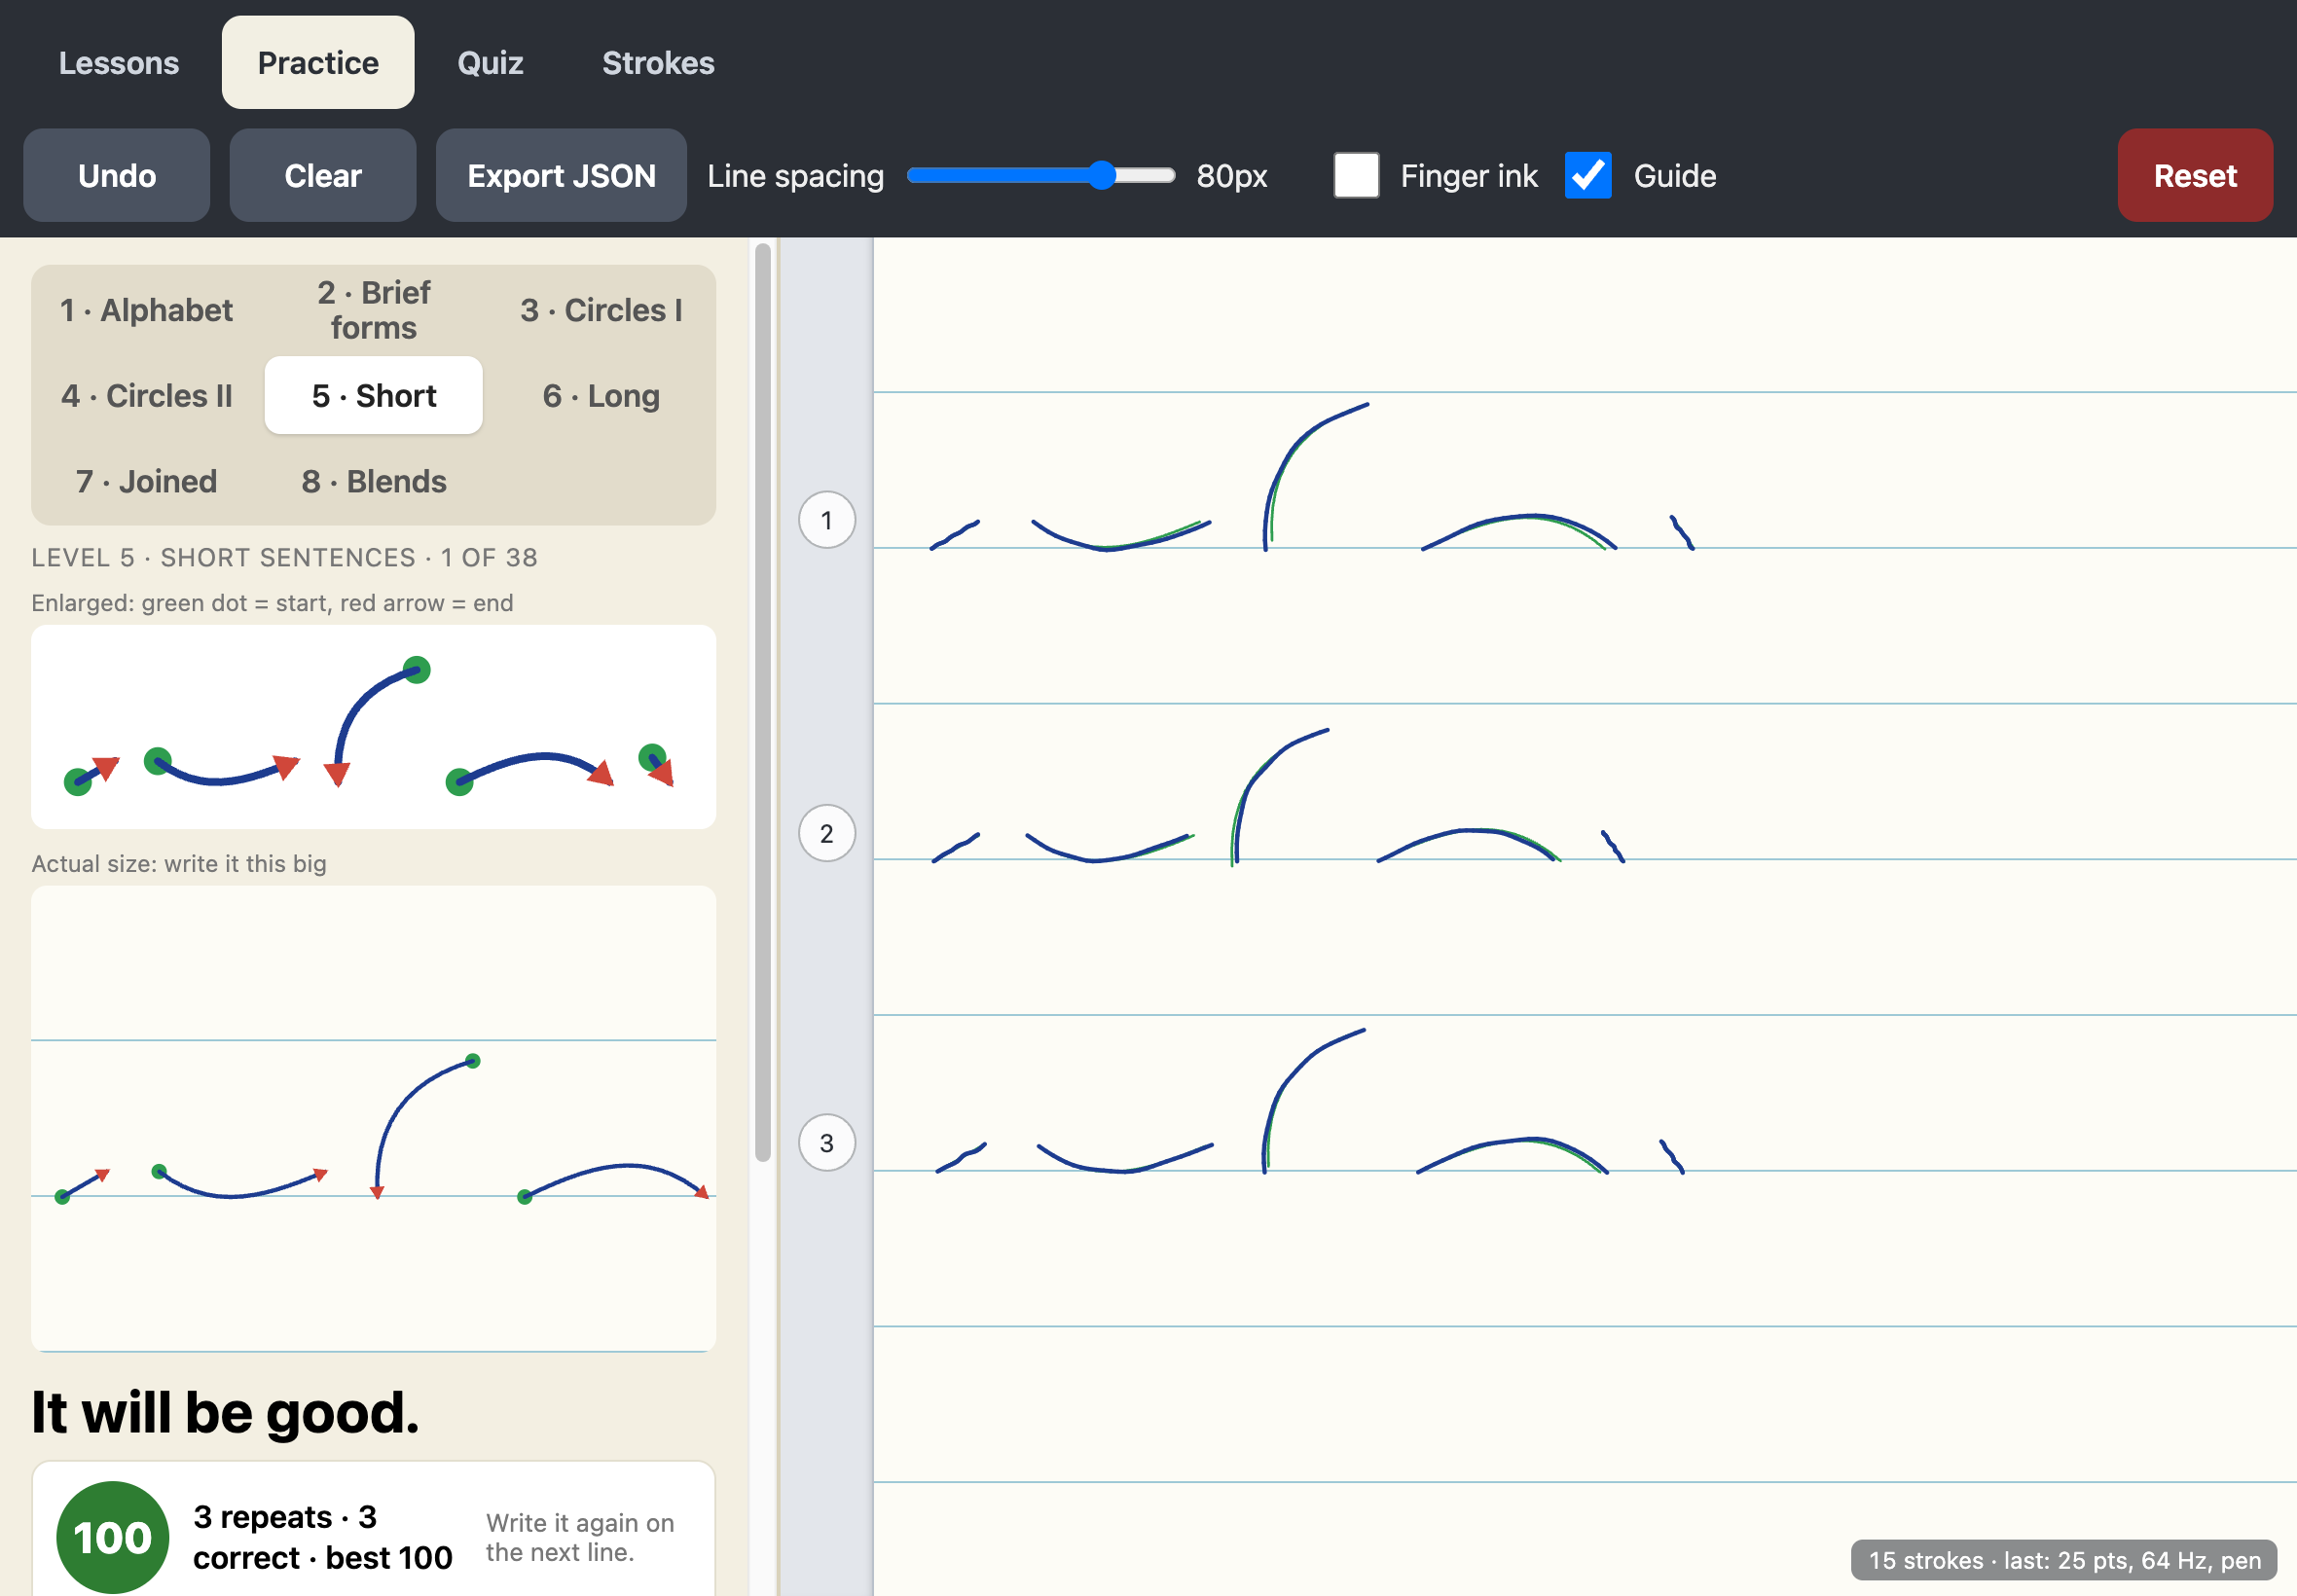 Lessons Practice Quiz Strokes
Undo Clear Export JSON Line spacing 80px Finger ink Guide Reset
1 · Alphabet 2 · Brief forms 3 · Circles I
4 · Circles II 5 · Short 6 · Long
7 · Joined 8 · Blends
LEVEL 5 · SHORT SENTENCES · 1 OF 38
Enlarged: green dot = start, red arrow = end
Actual size: write it this big
It will be good.
100 3 repeats · 3 correct · best 100 Write it again on the next line.
1
2
3
15 strokes · last: 25 pts, 64 Hz, pen